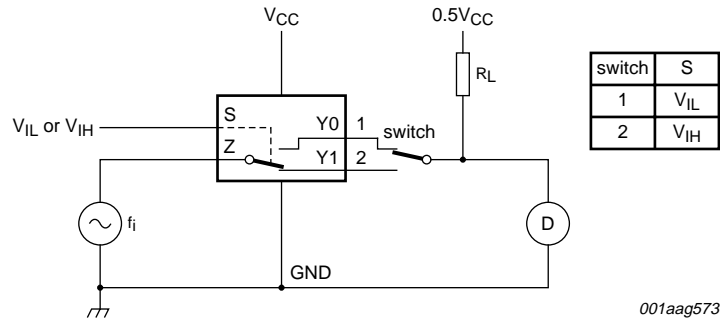 VCC
0.5VCC
RL
switch S
1 VIL
2 VIH
S
VIL or VIH
Y0 1
switch
Z
Y1 2
fi
D
GND
001aag573